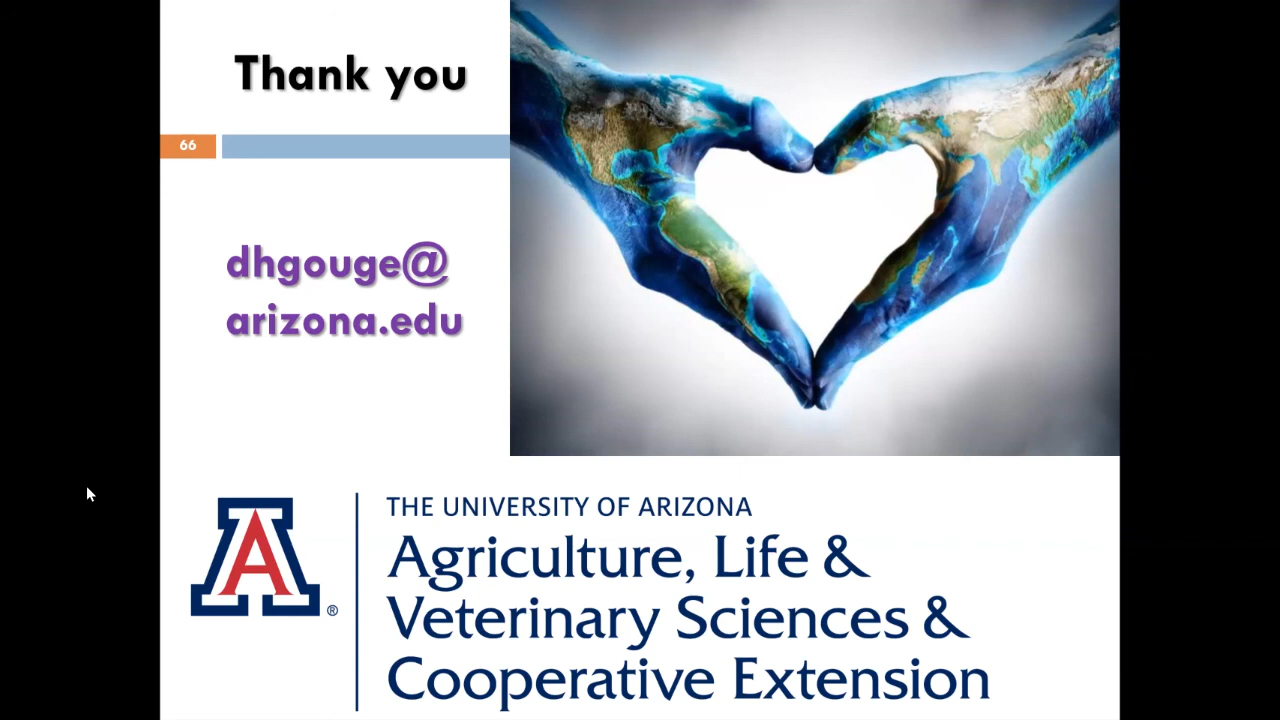 Thank you
66
dhgouge@
arizona.edu
A®
THE UNIVERSITY OF ARIZONA
Agriculture, Life &
Veterinary Sciences &
Cooperative Extension